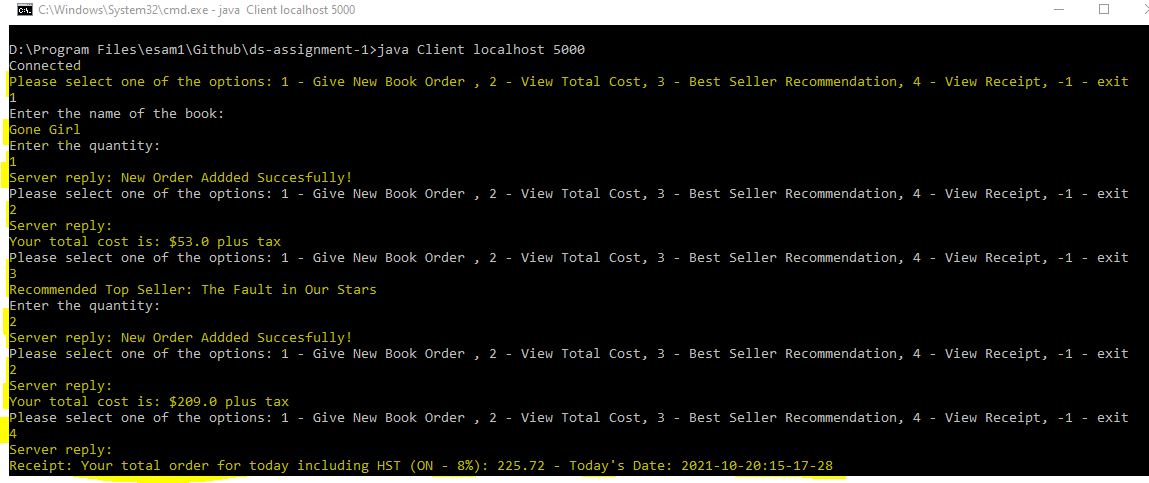 C:\Windows\System32\cmd.exe - java Client localhost 5000
D:\Program Files\esam1\Github\ds-assignment-1>java Client localhost 5000
Connected
Please select one of the options: 1 - Give New Book Order , 2 - View Total Cost, 3 - Best Seller Recommendation, 4 - View Receipt, -1 - exit
1
Enter the name of the book:
Gone Girl
Enter the quantity:
1
Server reply: New Order Addded Succesfully!
Please select one of the options: 1 - Give New Book Order , 2 - View Total Cost, 3 - Best Seller Recommendation, 4 - View Receipt, -1 - exit
2
Server reply:
Your total cost is: $53.0 plus tax
Please select one of the options: 1 - Give New Book Order , 2 - View Total Cost, 3 - Best Seller Recommendation, 4 - View Receipt, -1 - exit
3
Recommended Top Seller: The Fault in Our Stars
Enter the quantity:
2
Server reply: New Order Addded Succesfully!
Please select one of the options: 1 - Give New Book Order , 2 - View Total Cost, 3 - Best Seller Recommendation, 4 - View Receipt, -1 - exit
2
Server reply:
Your total cost is: $209.0 plus tax
Please select one of the options: 1 - Give New Book Order , 2 - View Total Cost, 3 - Best Seller Recommendation, 4 - View Receipt, -1 - exit
4
Server reply:
Receipt: Your total order for today including HST (ON - 8%): 225.72 - Today's Date: 2021-10-20:15-17-28